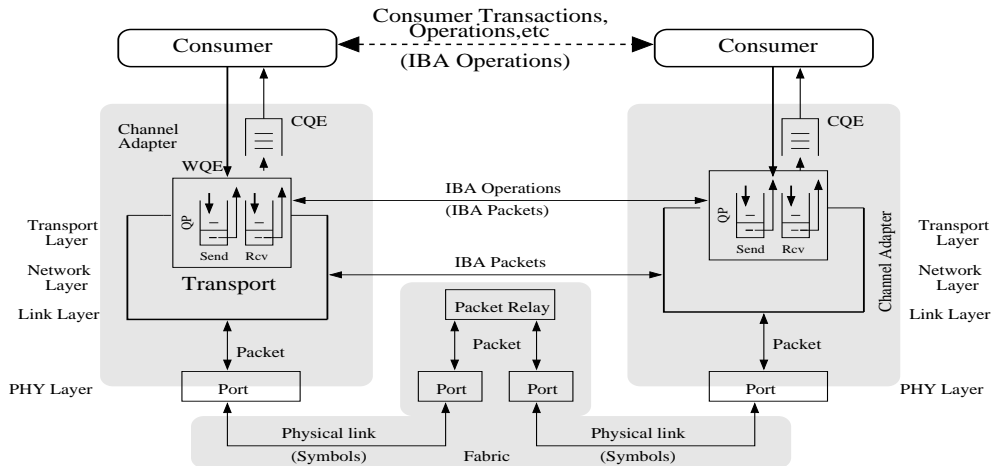 Consumer Transactions,
Operations,etc
(IBA Operations)
Consumer
Consumer
Channel
Adapter
CQE
WQE
QP
Send
Rcv
Transport
CQE
QP
Send
Rcv
Channel Adapter
IBA Operations
(IBA Packets)
IBA Packets
Transport
Layer
Network
Layer
Link Layer
PHY Layer
Transport
Layer
Network
Layer
Link Layer
PHY Layer
Packet Relay
Packet
Packet
Packet
Port
Port
Port
Port
Physical link
(Symbols)
Physical link
(Symbols)
Fabric